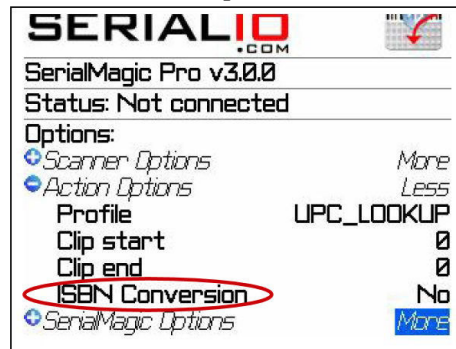 SERIALIO
.COM
SerialMagic Pro v3.0.0
Status: Not connected
Options:
Scanner Options More
Action Options Less
Profile UPC_LOOKUP
Clip start 0
Clip end 0
ISBN Conversion No
SerialMagic Options More